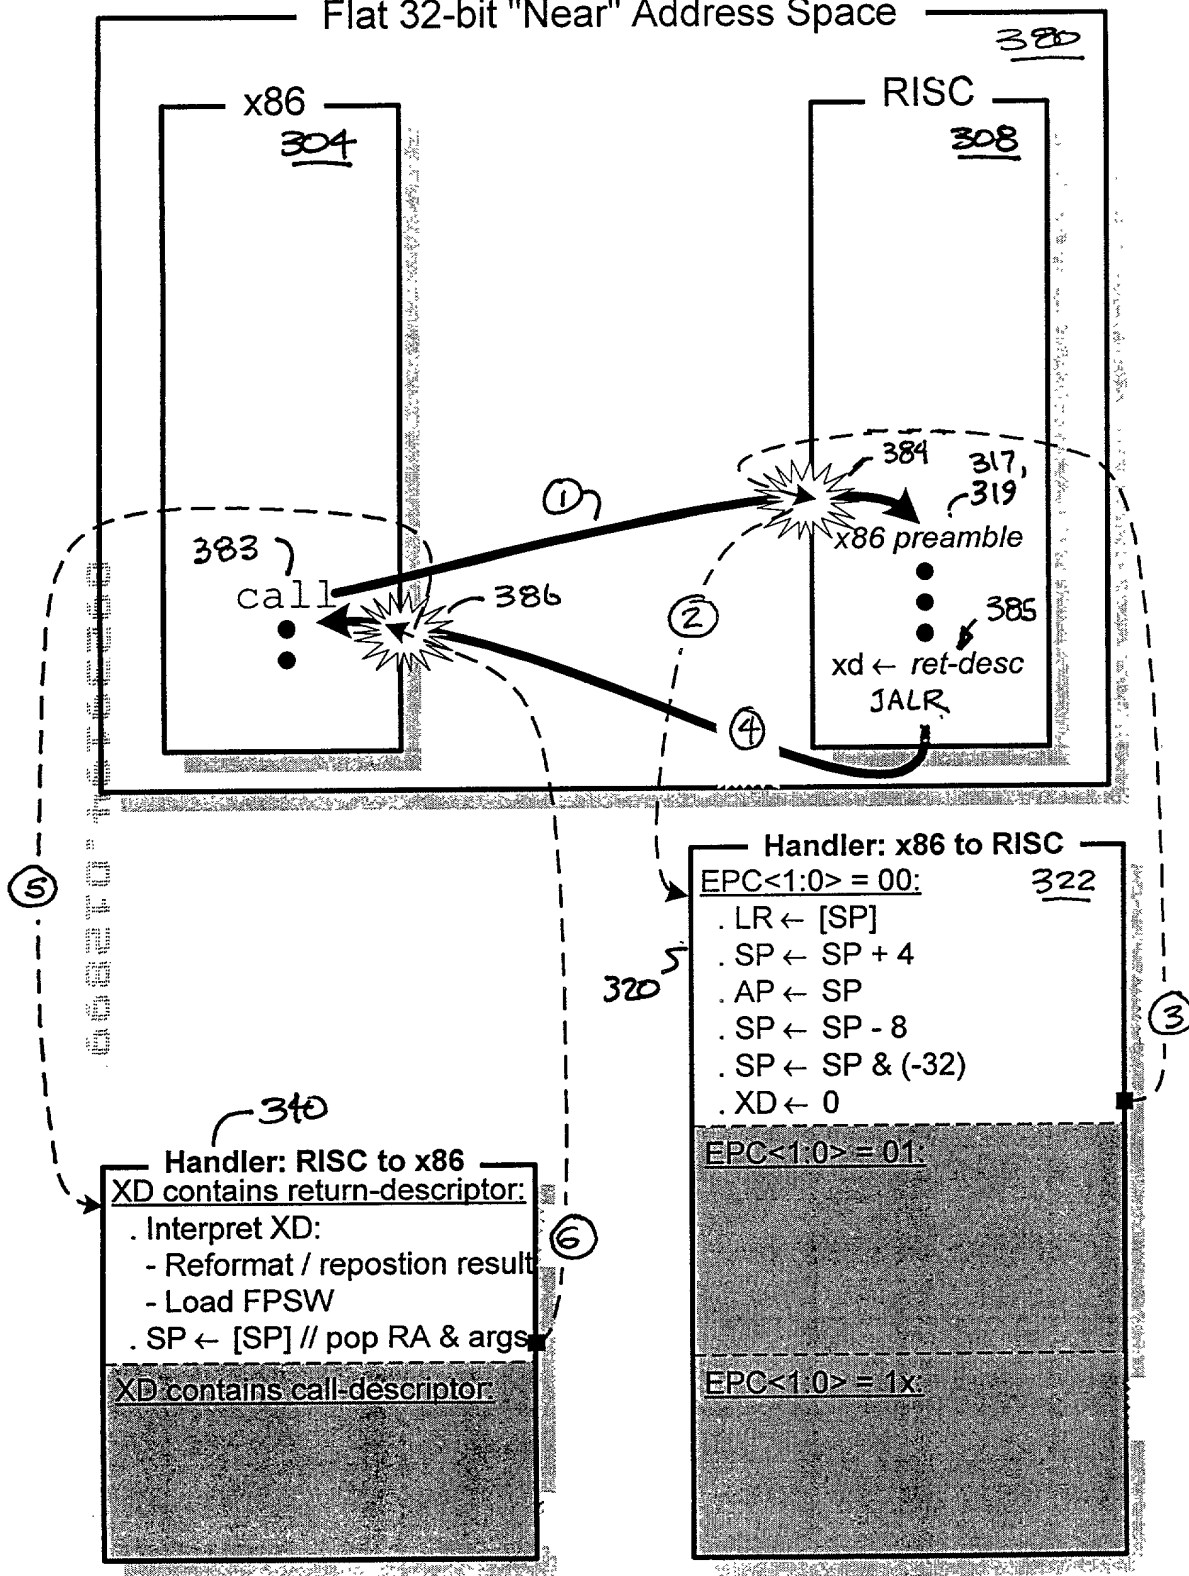 Flat 32-bit "Near" Address Space
380
x86
304
RISC
308
384
317,
319
1
x86 preamble
383
call
386
2
385
xd ← ret-desc
JALR
4
5
Handler: x86 to RISC
322
EPC<1:0> = 00:
. LR ← [SP]
. SP ← SP + 4
320
. AP ← SP
. SP ← SP - 8
3
. SP ← SP & (-32)
. XD ← 0
340
EPC<1:0> = 01:
Handler: RISC to x86
XD contains return-descriptor:
. Interpret XD:
6
- Reformat / repostion result
- Load FPSW
. SP ← [SP] // pop RA & args
XD contains call-descriptor:
EPC<1:0> = 1x: